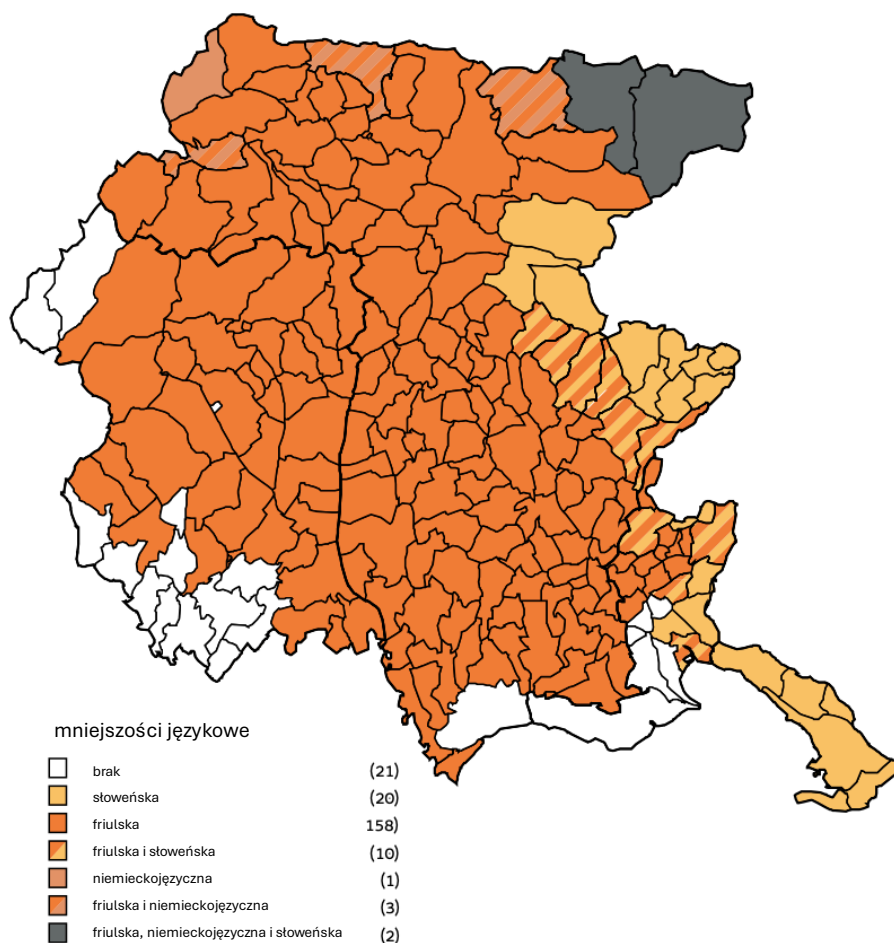 mniejszości językowe
brak (21)
słoweńska (20)
friulska 158)
friulska i słoweńska (10)
niemieckojęzyczna (1)
friulska i niemieckojęzyczna (3)
friulska, niemieckojęzyczna i słoweńska (2)